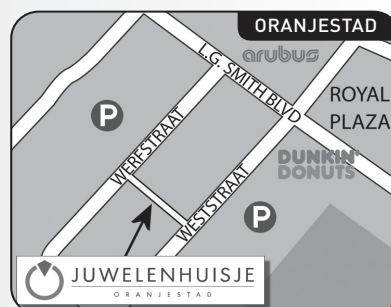 ORANJESTAD
arubus
L.G. SMITH BLVD
ROYAL
PLAZA
P
WERFSTRAAT
DUNKIN'
DONUTS
WESTSTRAAT
P
JUWELENHUISJE
ORANJESTAD